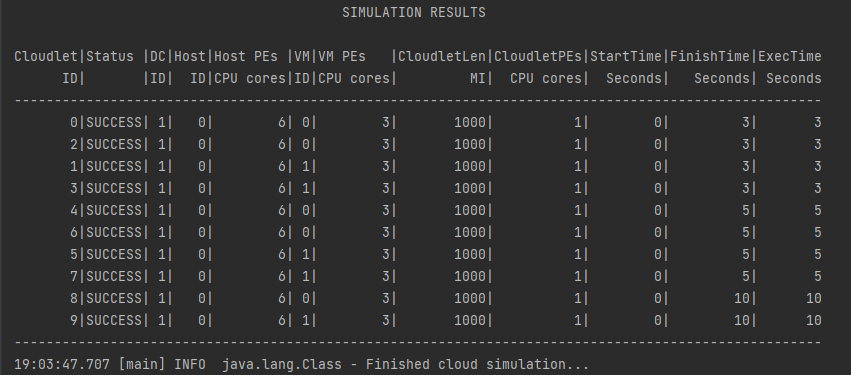 SIMULATION RESULTS
Cloudlet|Status |DC|Host|Host PEs |VM|VM PEs   |CloudletLen|CloudletPEs|StartTime|FinishTime|ExecTime
      ID|       |ID|  ID|CPU cores|ID|CPU cores|         MI|  CPU cores|  Seconds|   Seconds| Seconds
-----------------------------------------------------------------------------------------------------
       0|SUCCESS| 1|   0|        6| 0|        3|       1000|          1|        0|         3|       3
       2|SUCCESS| 1|   0|        6| 0|        3|       1000|          1|        0|         3|       3
       1|SUCCESS| 1|   0|        6| 1|        3|       1000|          1|        0|         3|       3
       3|SUCCESS| 1|   0|        6| 1|        3|       1000|          1|        0|         3|       3
       4|SUCCESS| 1|   0|        6| 0|        3|       1000|          1|        0|         5|       5
       6|SUCCESS| 1|   0|        6| 0|        3|       1000|          1|        0|         5|       5
       5|SUCCESS| 1|   0|        6| 1|        3|       1000|          1|        0|         5|       5
       7|SUCCESS| 1|   0|        6| 1|        3|       1000|          1|        0|         5|       5
       8|SUCCESS| 1|   0|        6| 0|        3|       1000|          1|        0|        10|      10
       9|SUCCESS| 1|   0|        6| 1|        3|       1000|          1|        0|        10|      10
-----------------------------------------------------------------------------------------------------
19:03:47.707 [main] INFO  java.lang.Class - Finished cloud simulation...